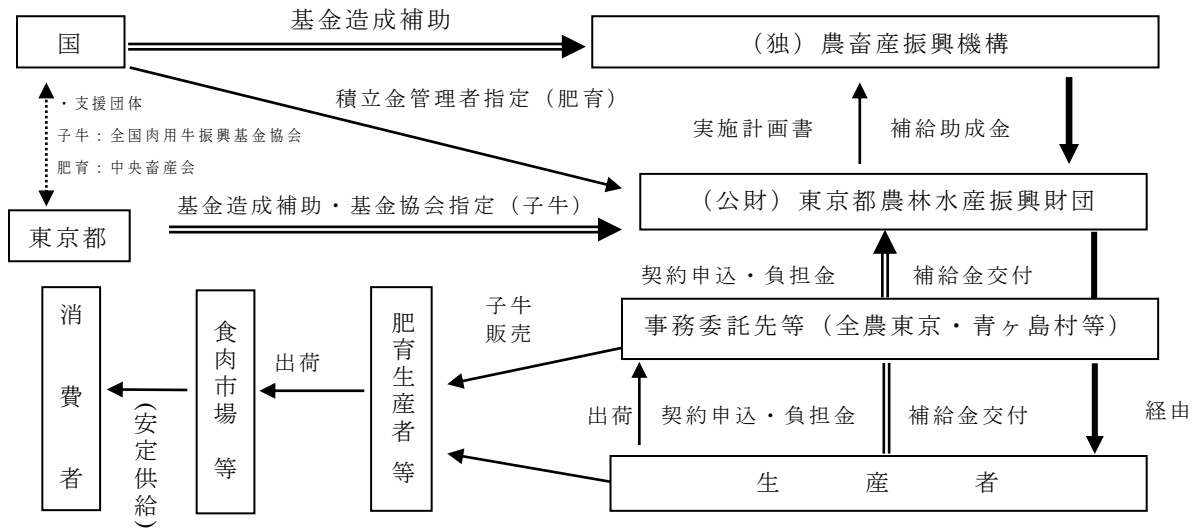 基金造成補助
国
（独）農畜産振興機構
・支援団体
子牛：全国肉用牛振興基金協会
肥育：中央畜産会
積立金管理者指定（肥育）
実施計画書
補給助成金
基金造成補助・基金協会指定（子牛）
（公財）東京都農林水産振興財団
東京都
契約申込・負担金
補給金交付
事務委託先等（全農東京・青ヶ島村等）
子牛
販売
消費者
食肉市場等
肥育生産者等
出荷
（安定供給）
出荷
契約申込・負担金
補給金交付
経由
生産者